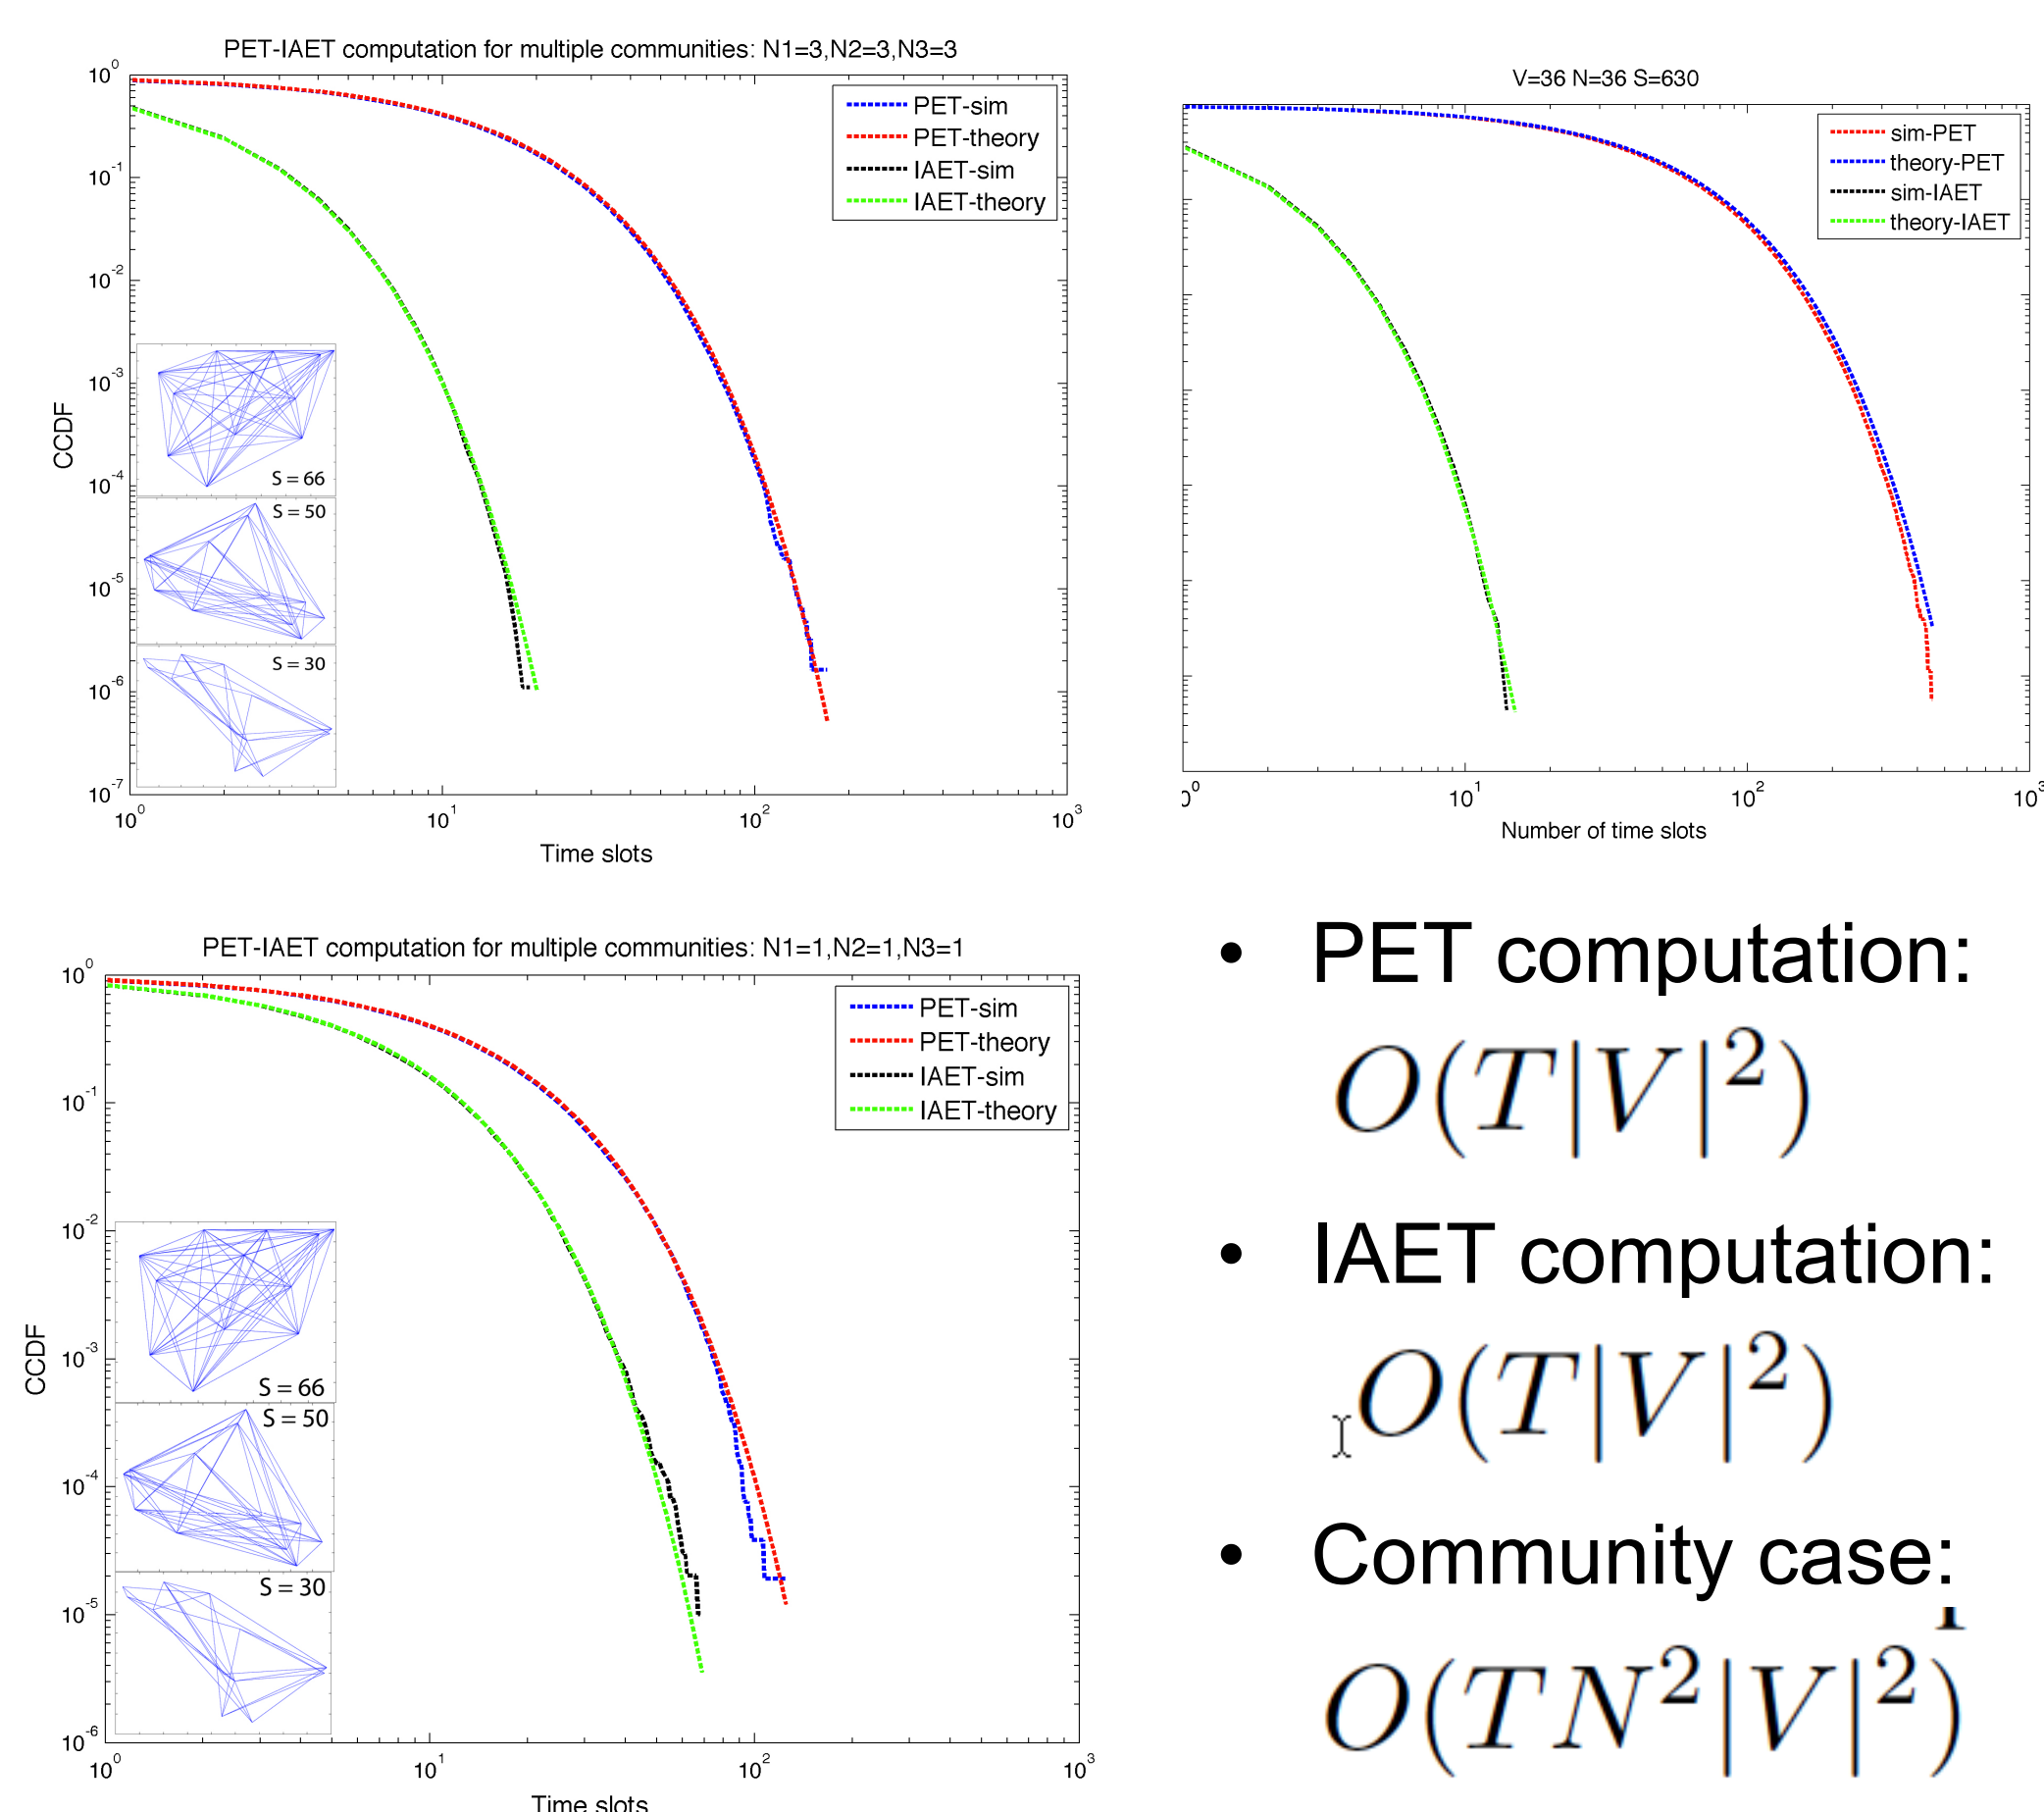 PET-IAET computation for multiple communities: N1=3,N2=3,N3=3
10^0
10^-1
10^-2
10^-3
10^-4
10^-5
10^-6
10^-7
CCDF
PET-sim
PET-theory
IAET-sim
IAET-theory
S = 66
S = 50
S = 30
10^0 10^1 10^2 10^3
Time slots
V=36 N=36 S=630
sim-PET
theory-PET
sim-IAET
theory-IAET
0^0 10^1 10^2 10^3
Number of time slots
PET-IAET computation for multiple communities: N1=1,N2=1,N3=1
10^0
10^-1
10^-2
10^-3
10^-4
10^-5
10^-6
CCDF
PET-sim
PET-theory
IAET-sim
IAET-theory
S = 66
S = 50
S = 30
10^0 10^1 10^2 10^3
Time slots
• PET computation:
O(T|V|^2)
• IAET computation:
O(T|V|^2)
• Community case:
O(TN^2|V|^2)